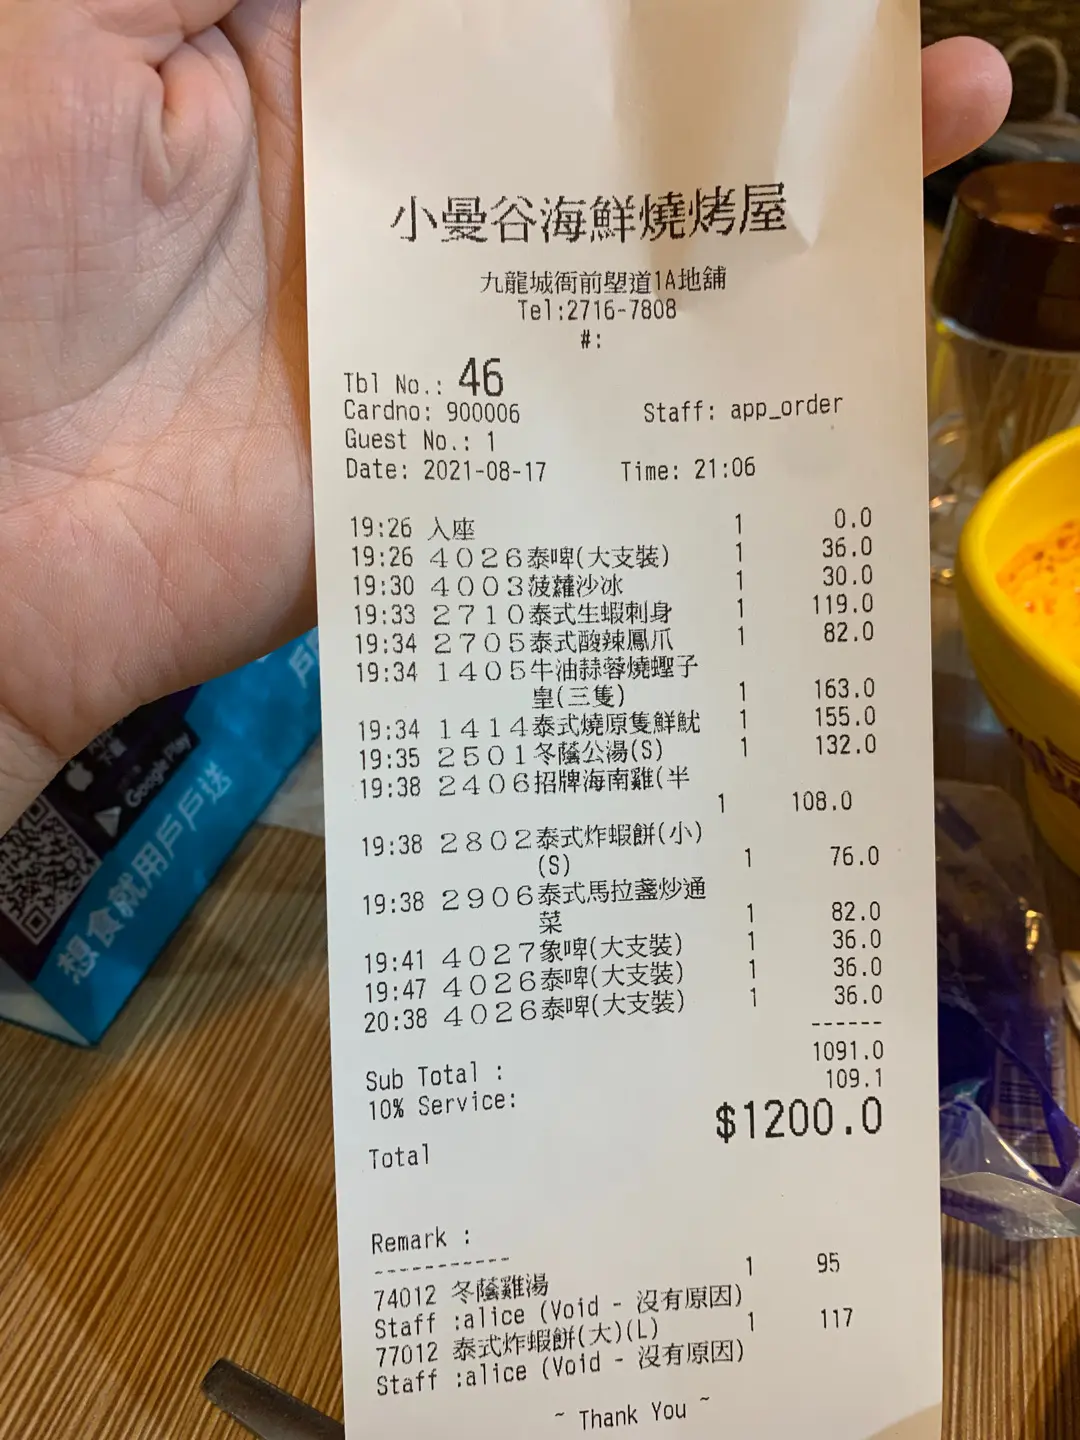 小曼谷海鮮燒烤屋
九龍城衙前塱道1A地舖
Tel:2716-7808
#:
Tbl No.: 46
Cardno: 900006 Staff: app_order
Guest No.: 1
Date: 2021-08-17 Time: 21:06
19:26 入座 1 0.0
19:26 4026泰啤(大支裝) 1 36.0
19:30 4003菠蘿沙冰 1 30.0
19:33 2710泰式生蝦刺身 1 119.0
19:34 2705泰式酸辣鳳爪 1 82.0
19:34 1405牛油蒜蓉燒蟶子
皇(三隻) 1 163.0
19:34 1414泰式燒原隻鮮魷 1 155.0
19:35 2501冬蔭公湯(S) 1 132.0
19:38 2406招牌海南雞(半
1 108.0
19:38 2802泰式炸蝦餅(小)
(S) 1 76.0
19:38 2906泰式馬拉盞炒通
菜 1 82.0
19:41 4027象啤(大支裝) 1 36.0
19:47 4026泰啤(大支裝) 1 36.0
20:38 4026泰啤(大支裝) 1 36.0
------
Sub Total : 1091.0
10% Service: 109.1
Total $1200.0
Remark :
-----------
74012 冬蔭雞湯 1 95
Staff :alice (Void - 沒有原因)
77012 泰式炸蝦餅(大)(L) 1 117
Staff :alice (Void - 沒有原因)
~ Thank You ~
下載
Google Play
想食就用戶戶送